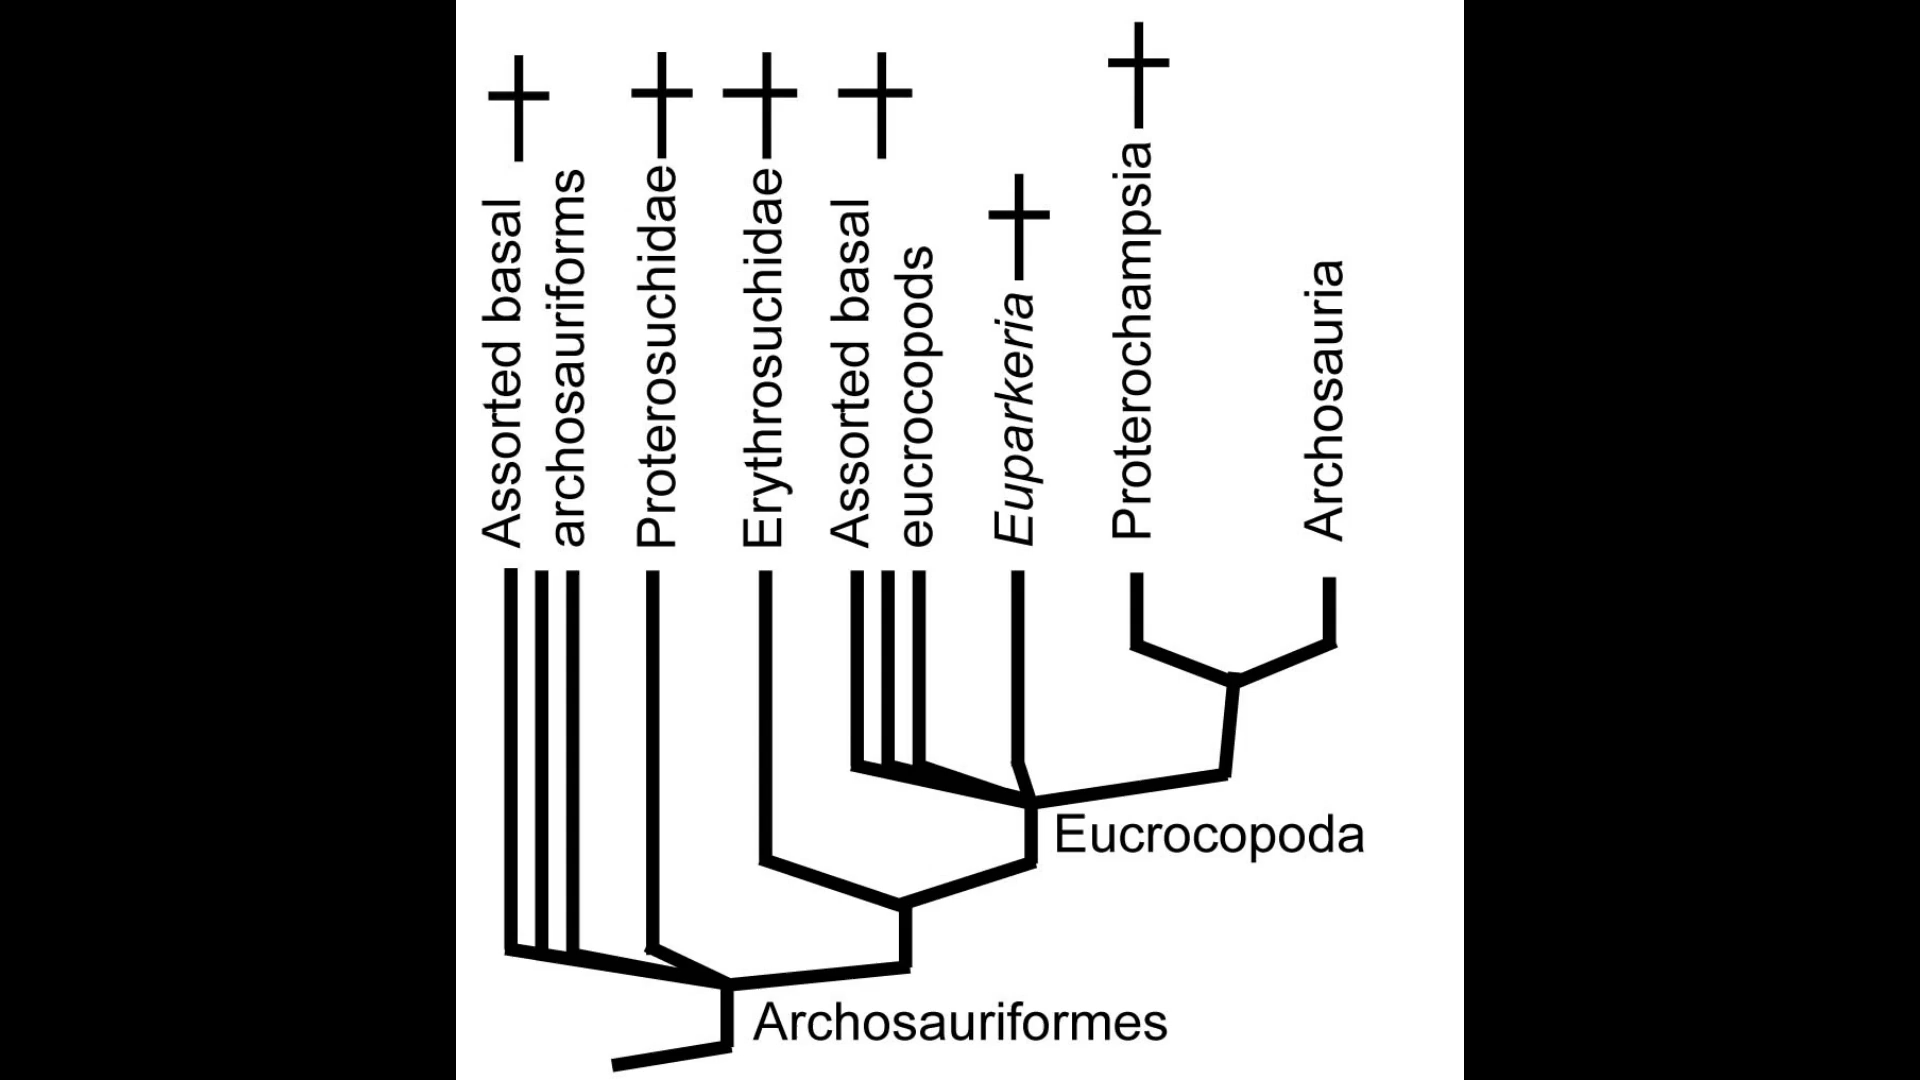 Assorted basal
archosauriforms
Proterosuchidae
Erythrosuchidae
Assorted basal
eucrocopods
Euparkeria
Proterochampsia
Archosauria
Eucrocopoda
Archosauriformes